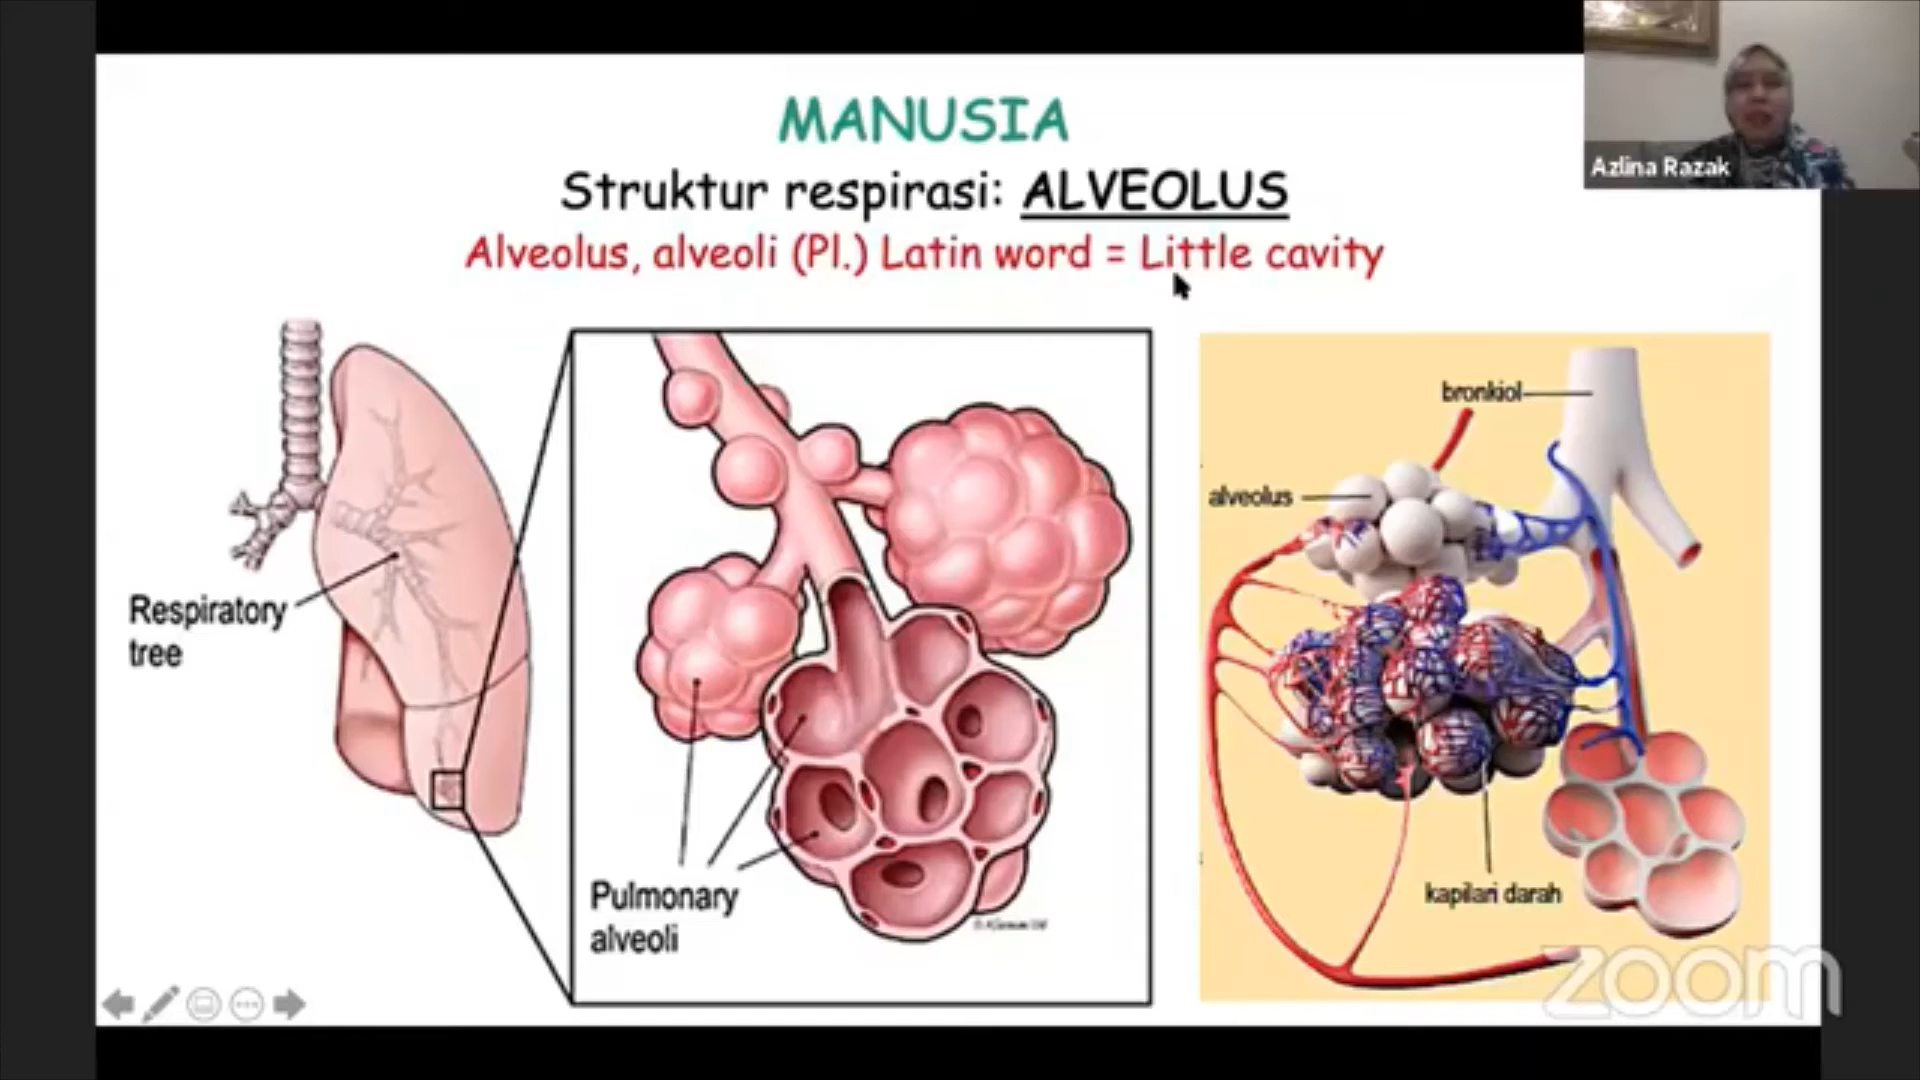 MANUSIA
Struktur respirasi: ALVEOLUS
Alveolus, alveoli (Pl.) Latin word = Little cavity
Azlina Razak
Respiratory
tree
Pulmonary
alveoli
bronkiol
alveolus
kapilari darah
zoom